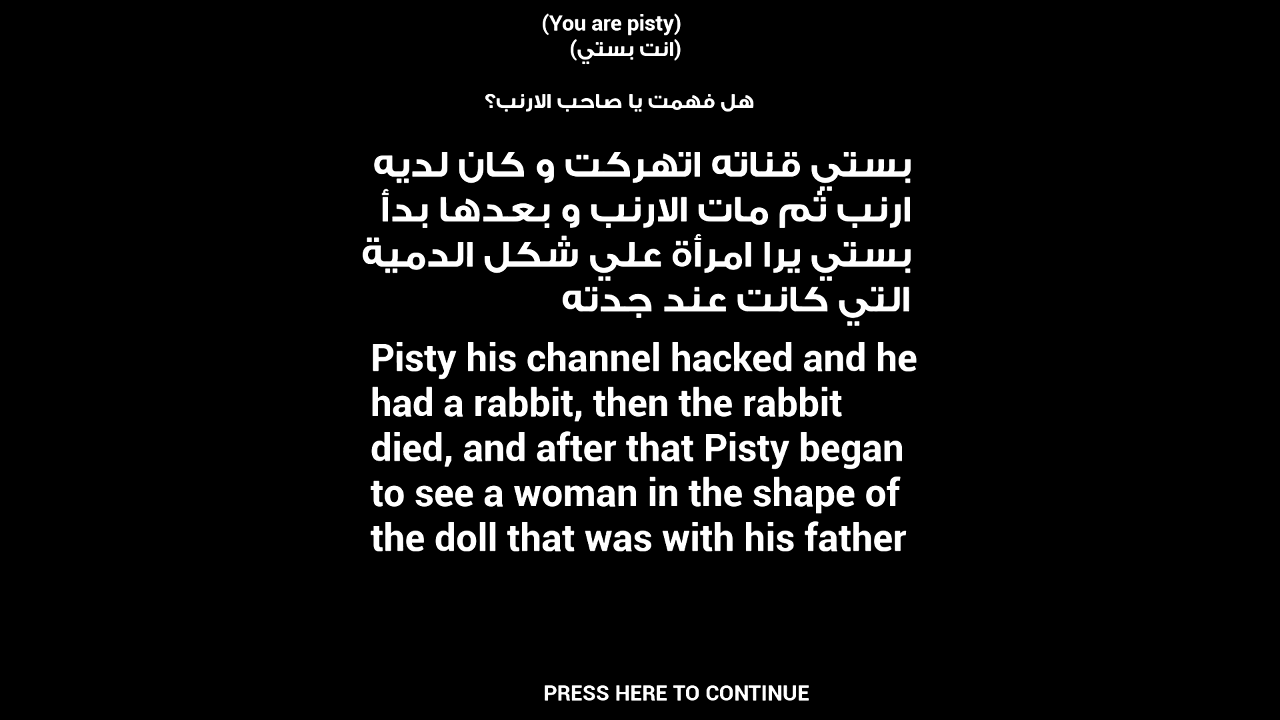 (You are pisty)
(انت بستي)
هل فهمت يا صاحب الارنب؟
بستي قناته اتهركت و كان لديه
ارنب ثم مات الارنب و بعدها بدأ
بستي يرا امرأة علي شكل الدمية
التي كانت عند جدته
Pisty his channel hacked and he
had a rabbit, then the rabbit
died, and after that Pisty began
to see a woman in the shape of
the doll that was with his father
PRESS HERE TO CONTINUE